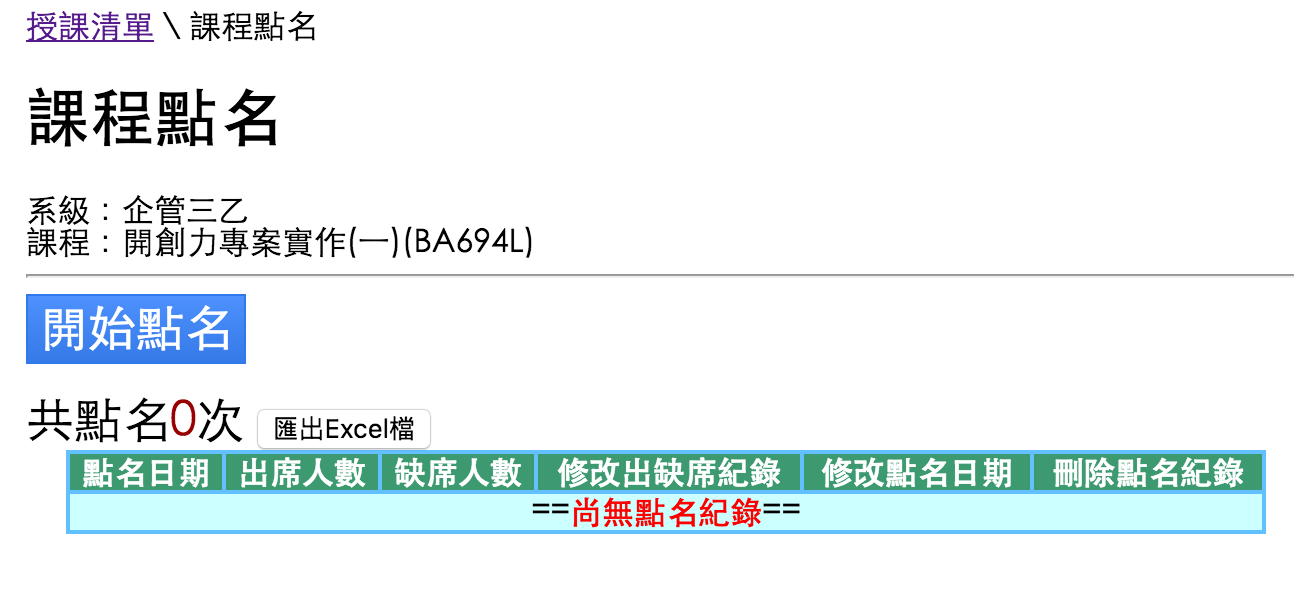 授課清單 \ 課程點名
課程點名
系級：企管三乙
課程：開創力專案實作(一)(BA694L)
開始點名
共點名0次 匯出Excel檔
點名日期 出席人數 缺席人數 修改出缺席紀錄 修改點名日期 刪除點名紀錄
==尚無點名紀錄==